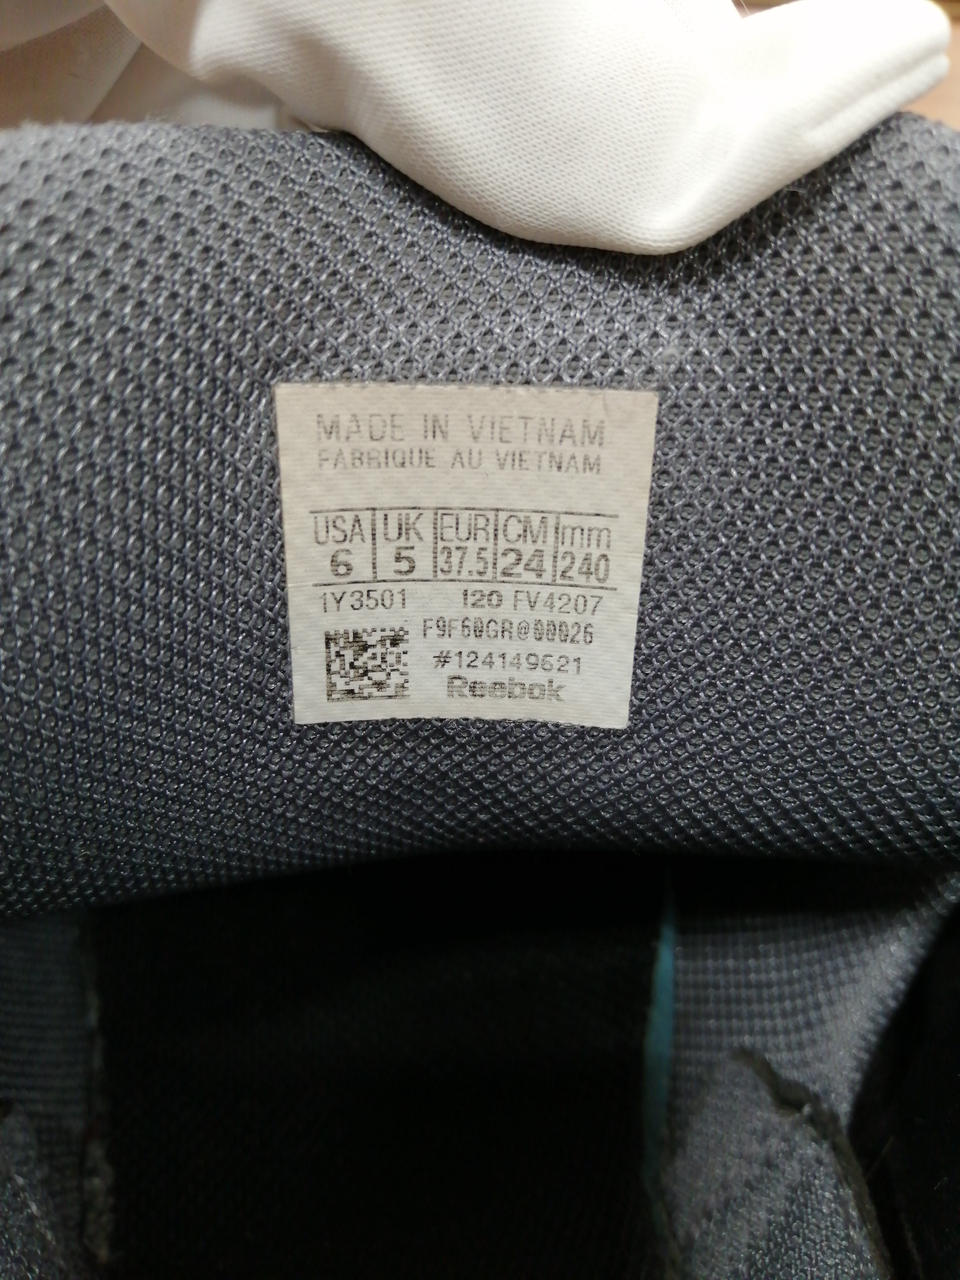 MADE IN VIETNAM
FABRIQUE AU VIETNAM
USA UK EUR CM mm
6 5 37.5 24 240
1Y3501 120 FV4207
F9F60GR@00026
#124149621
Reebok